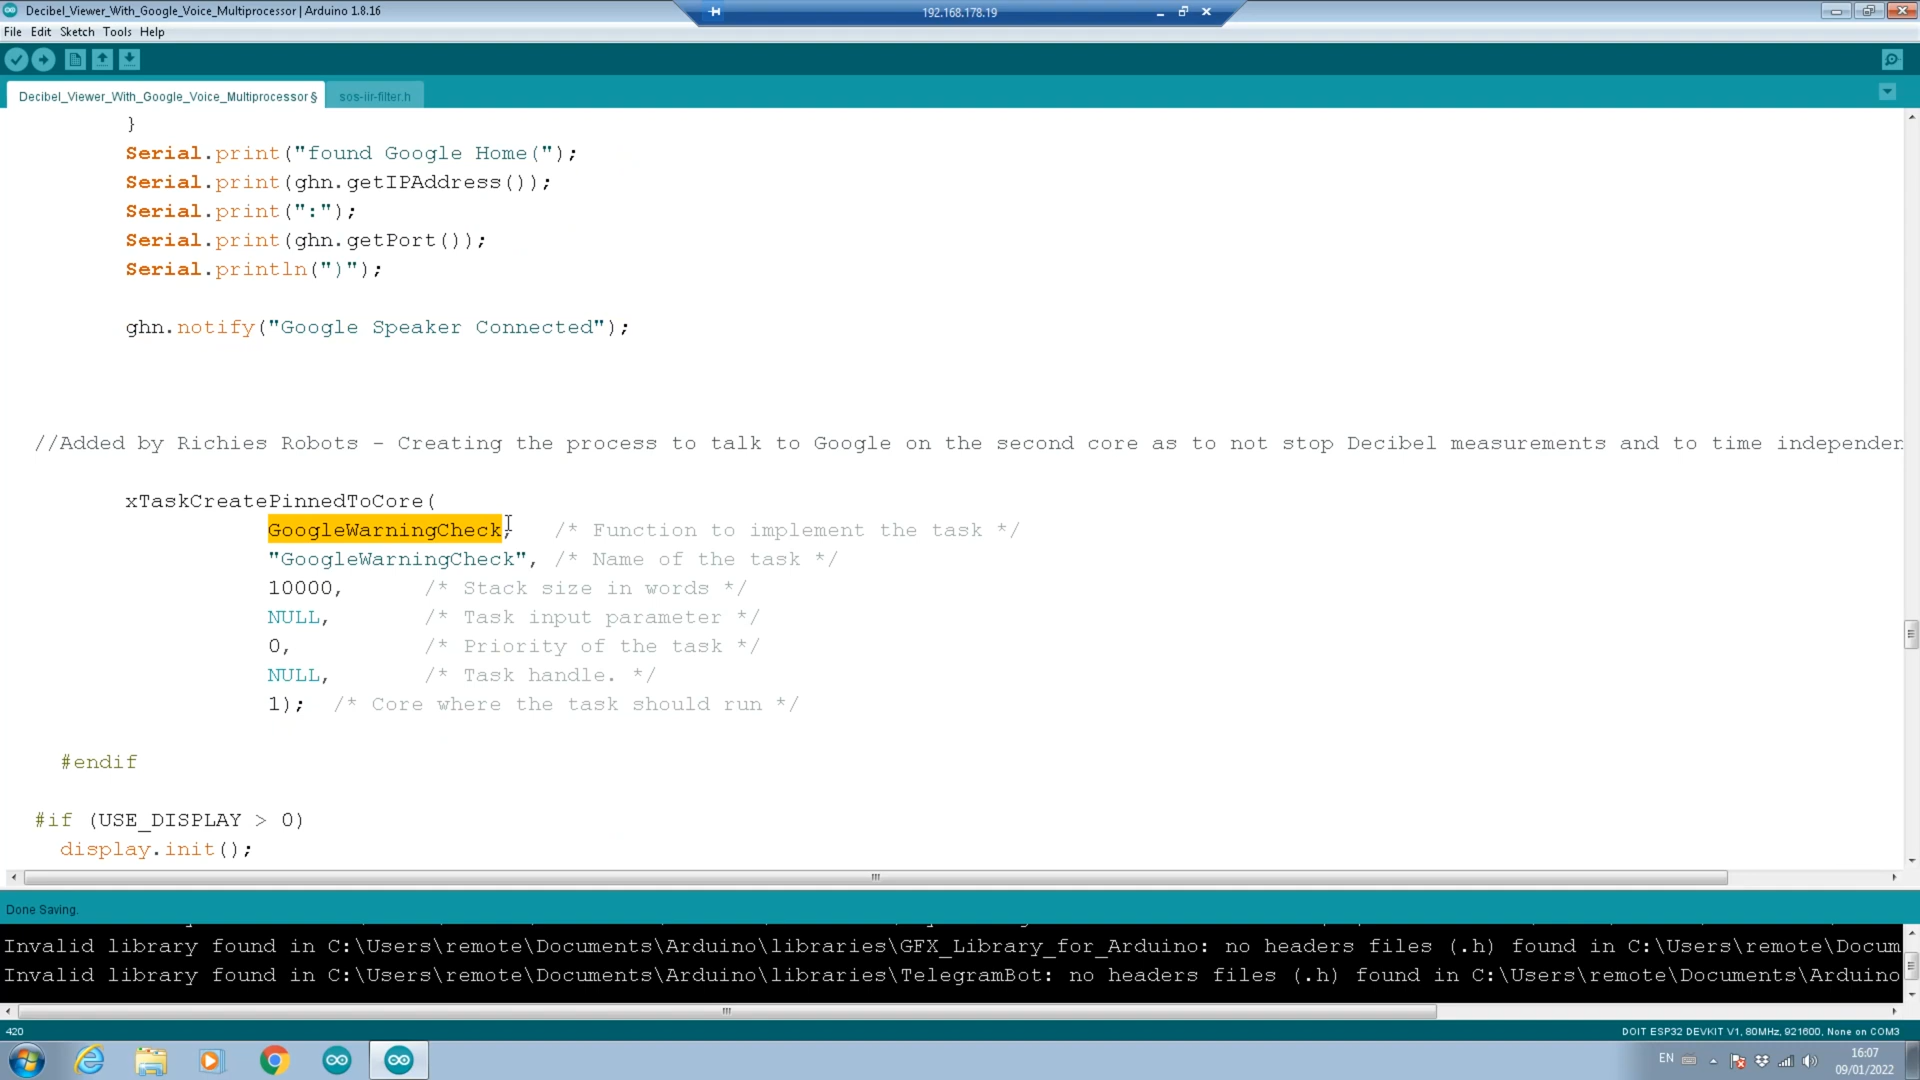 Decibel_Viewer_With_Google_Voice_Multiprocessor | Arduino 1.8.16
192.168.178.19
File Edit Sketch Tools Help
Decibel_Viewer_With_Google_Voice_Multiprocessor §
sos-iir-filter.h
}
Serial.print("found Google Home(");
Serial.print(ghn.getIPAddress());
Serial.print(":");
Serial.print(ghn.getPort());
Serial.println(")");
ghn.notify("Google Speaker Connected");
//Added by Richies Robots - Creating the process to talk to Google on the second core as to not stop Decibel measurements and to time independen
xTaskCreatePinnedToCore(
GoogleWarningCheck, /* Function to implement the task */
"GoogleWarningCheck", /* Name of the task */
10000, /* Stack size in words */
NULL, /* Task input parameter */
0, /* Priority of the task */
NULL, /* Task handle. */
1); /* Core where the task should run */
#endif
#if (USE_DISPLAY > 0)
display.init();
Done Saving.
Invalid library found in C:\Users\remote\Documents\Arduino\libraries\GFX_Library_for_Arduino: no headers files (.h) found in C:\Users\remote\Docum
Invalid library found in C:\Users\remote\Documents\Arduino\libraries\TelegramBot: no headers files (.h) found in C:\Users\remote\Documents\Arduino
420
DOIT ESP32 DEVKIT V1, 80MHz, 921600, None on COM3
EN
16:07
09/01/2022